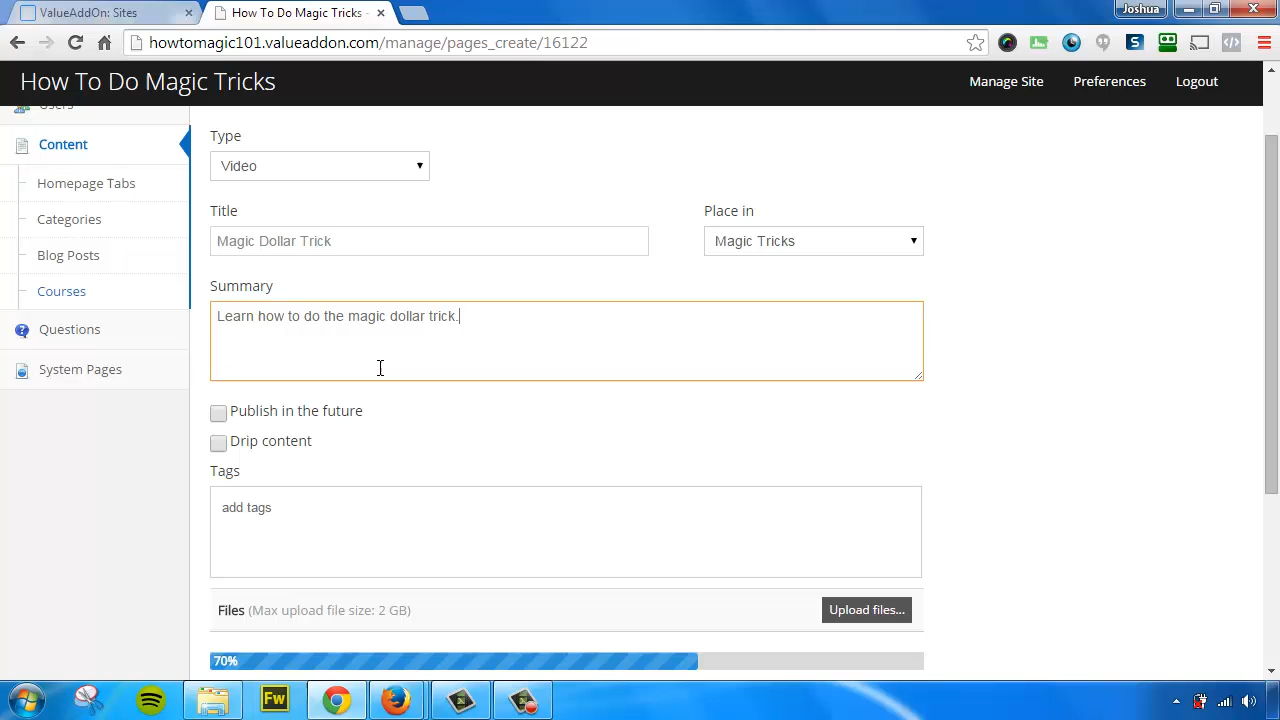 ValueAddOn: Sites
How To Do Magic Tricks -
Joshua
howtomagic101.valueaddon.com/manage/pages_create/16122
How To Do Magic Tricks
Manage Site
Preferences
Logout
Users
Content
Homepage Tabs
Categories
Blog Posts
Courses
Questions
System Pages
Type
Video
Title
Place in
Magic Dollar Trick
Magic Tricks
Summary
Learn how to do the magic dollar trick.
Publish in the future
Drip content
Tags
add tags
Files (Max upload file size: 2 GB)
Upload files...
70%
Fw